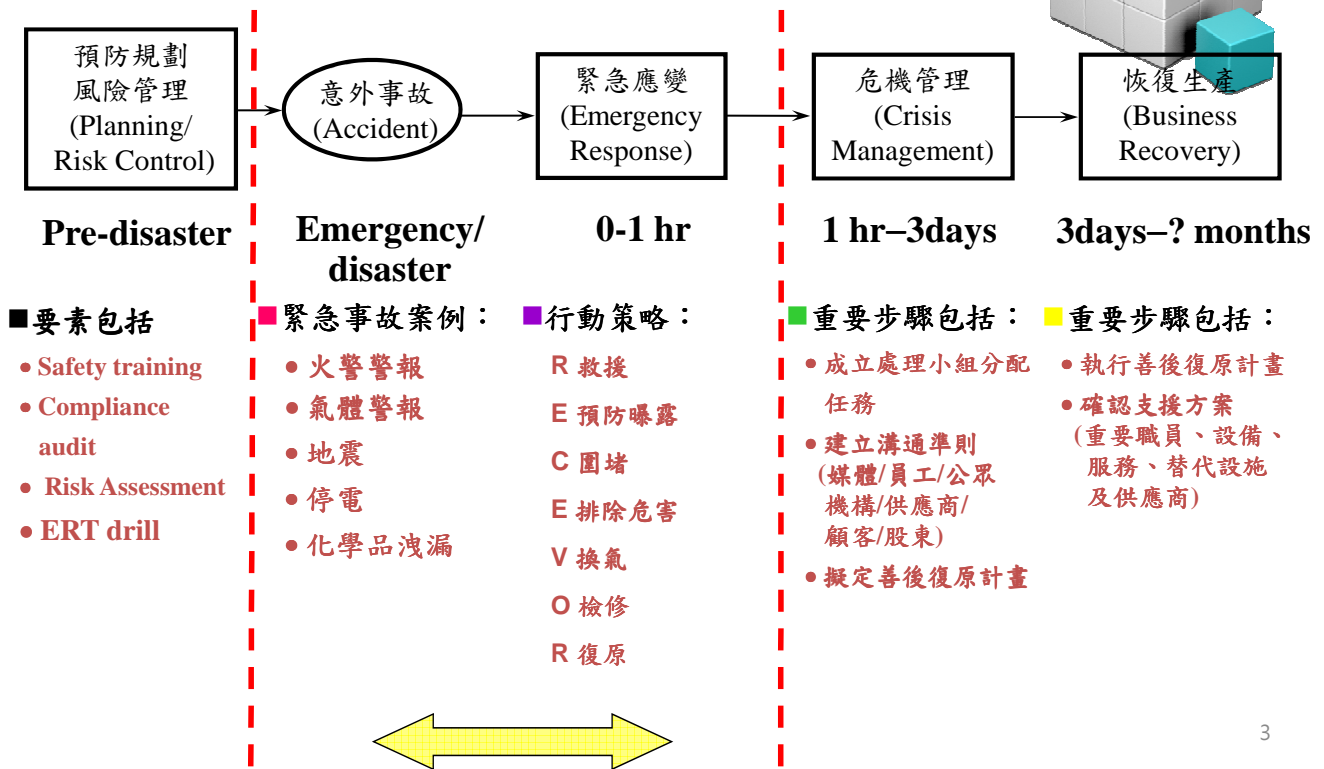 預防規劃
風險管理
(Planning/
Risk Control)
意外事故
(Accident)
緊急應變
(Emergency
Response)
危機管理
(Crisis
Management)
恢復生產
(Business
Recovery)
Pre-disaster
Emergency/
disaster
0-1 hr
1 hr–3days
3days–? months
■要素包括
• Safety training
• Compliance
audit
• Risk Assessment
• ERT drill
■緊急事故案例：
• 火警警報
• 氣體警報
• 地震
• 停電
• 化學品洩漏
■行動策略：
R 救援
E 預防曝露
C 圍堵
E 排除危害
V 換氣
O 檢修
R 復原
■重要步驟包括：
• 成立處理小組分配
任務
• 建立溝通準則
(媒體/員工/公眾
機構/供應商/
顧客/股東)
• 擬定善後復原計畫
■重要步驟包括：
• 執行善後復原計畫
• 確認支援方案
(重要職員、設備、
服務、替代設施
及供應商)
3